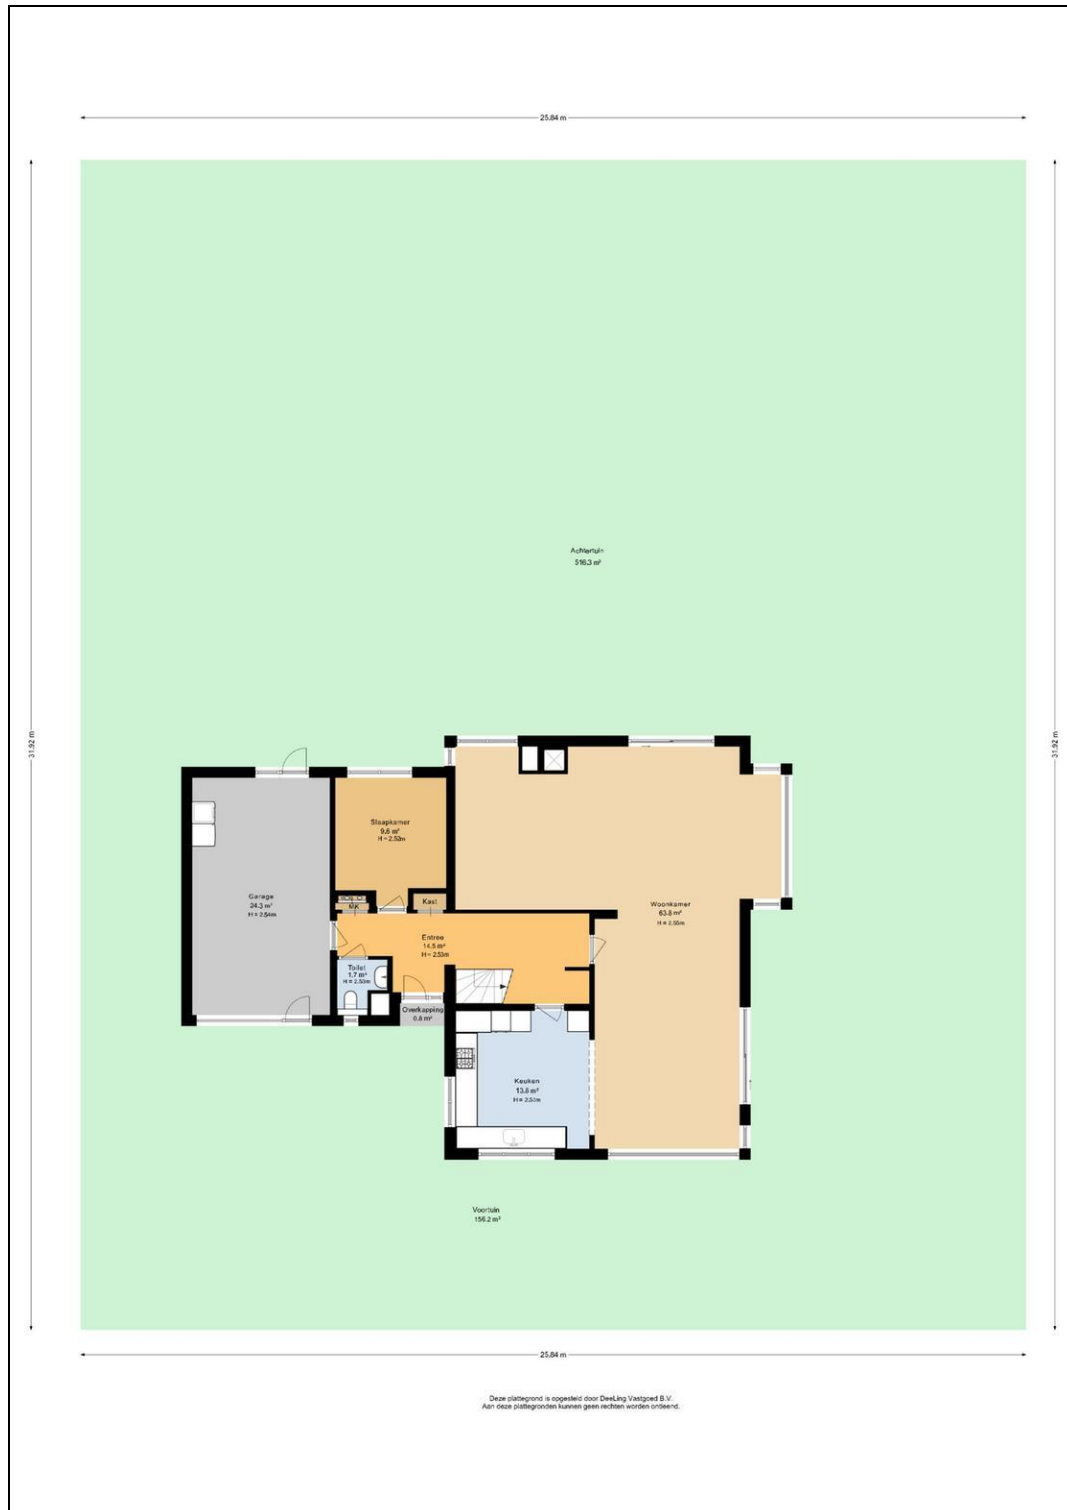 25.84 m
31.92 m
31.92 m
Achtertuin
516.3 m²
Slaapkamer
9.6 m²
H = 2.53m
Garage
24.3 m²
H = 2.54m
MK
Kast
Woonkamer
63.8 m²
H = 2.55m
Entree
14.5 m²
H = 2.53m
Toilet
1.7 m²
H = 2.53m
Overkapping
0.8 m²
Keuken
13.6 m²
H = 2.50m
Voortuin
156.2 m²
25.84 m
Deze plattegrond is opgesteld door DeeLing Vastgoed B.V.
Aan deze plattegronden kunnen geen rechten worden ontleend.